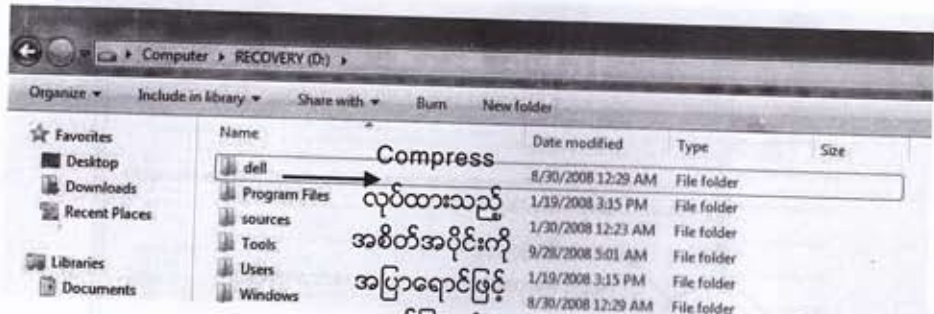 Computer ▸ RECOVERY (D:) ▸
Organize Include in library Share with Burn New folder
Favorites
Desktop
Downloads
Recent Places
Libraries
Documents
Name Date modified Type Size
dell 8/30/2008 12:29 AM File folder
Program Files 1/19/2008 3:15 PM File folder
sources 1/30/2008 12:23 AM File folder
Tools 9/28/2008 5:01 AM File folder
Users 1/19/2008 3:15 PM File folder
Windows 8/30/2008 12:29 AM File folder
Compress
လုပ်ထားသည့်
အစိတ်အပိုင်းကို
အပြာရောင်ဖြင့်